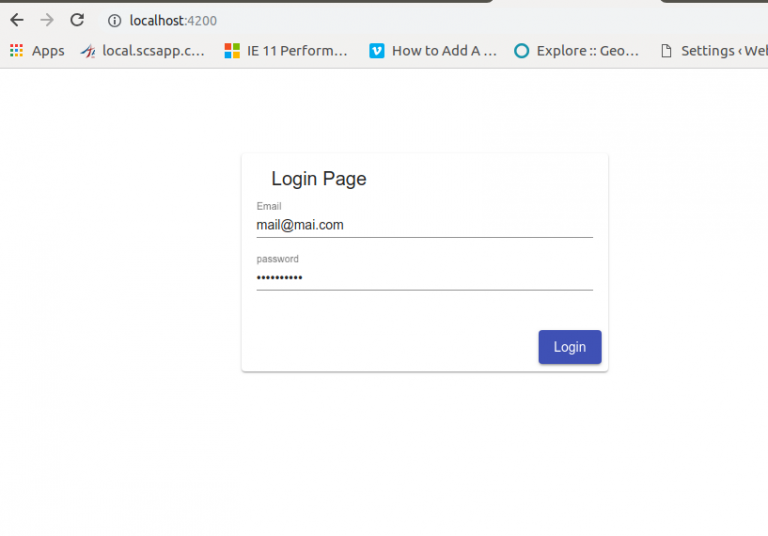 localhost:4200
Apps local.scsapp.c... IE 11 Perform... How to Add A ... Explore :: Geo... Settings ‹ Wel
Login Page
Email
mail@mai.com
password
••••••••••
Login